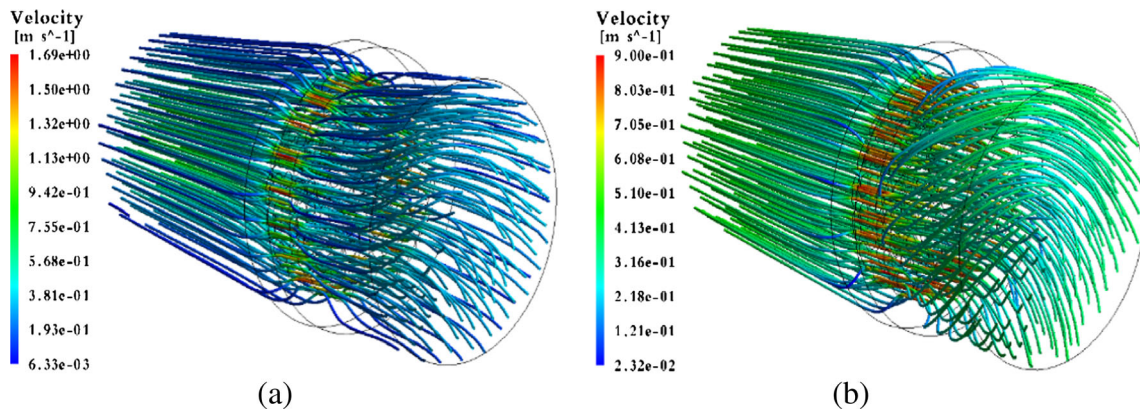 Velocity
[m s^-1]
1.69e+00
1.50e+00
1.32e+00
1.13e+00
9.42e-01
7.55e-01
5.68e-01
3.81e-01
1.93e-01
6.33e-03
(a)
Velocity
[m s^-1]
9.00e-01
8.03e-01
7.05e-01
6.08e-01
5.10e-01
4.13e-01
3.16e-01
2.18e-01
1.21e-01
2.32e-02
(b)